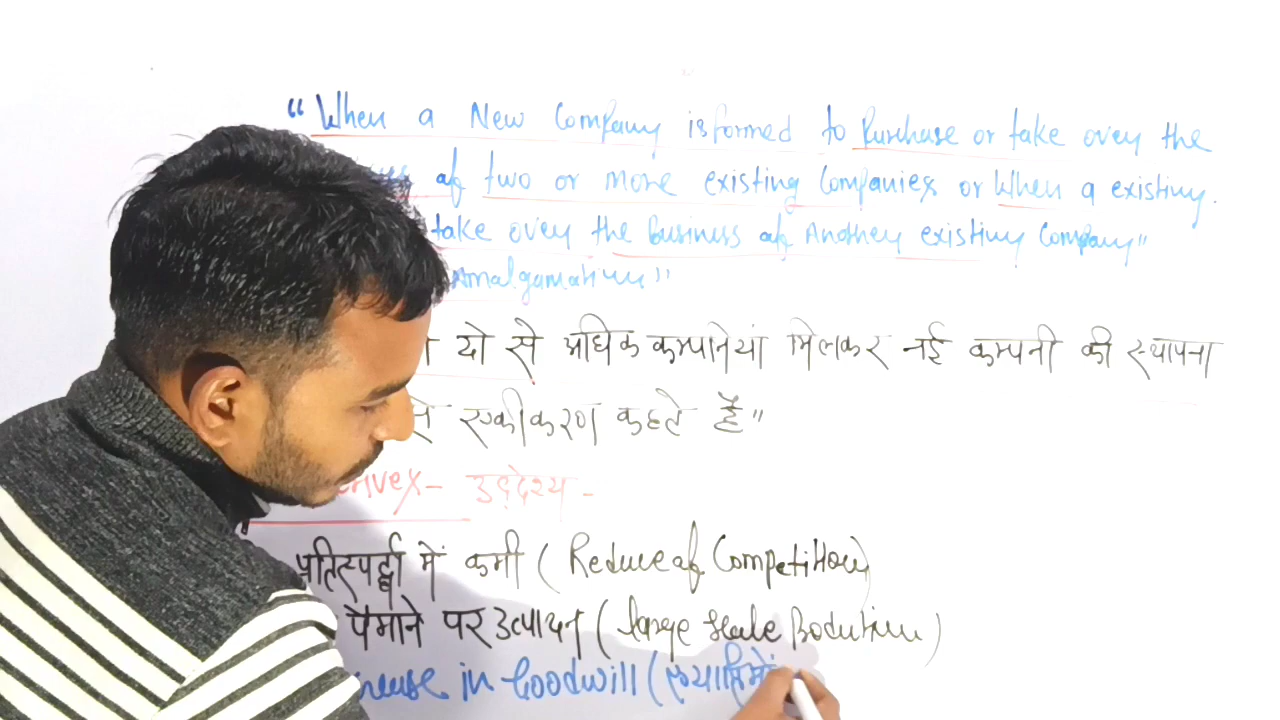 “When a New Company is formed to Purchase or take over the
of two or more existing Companies or When a existing.
take over the Business of Another existing Company”
Amalgamation”
दो से अधिक कम्पनियां मिलकर नई कम्पनी की स्थापना
एकीकरण कहते है”
उद्देश्य -
प्रतिस्पर्द्धा में कमी (Reduce of Competition)
पैमाने पर उत्पादन (large scale Production)
in Goodwill (ख्याति में